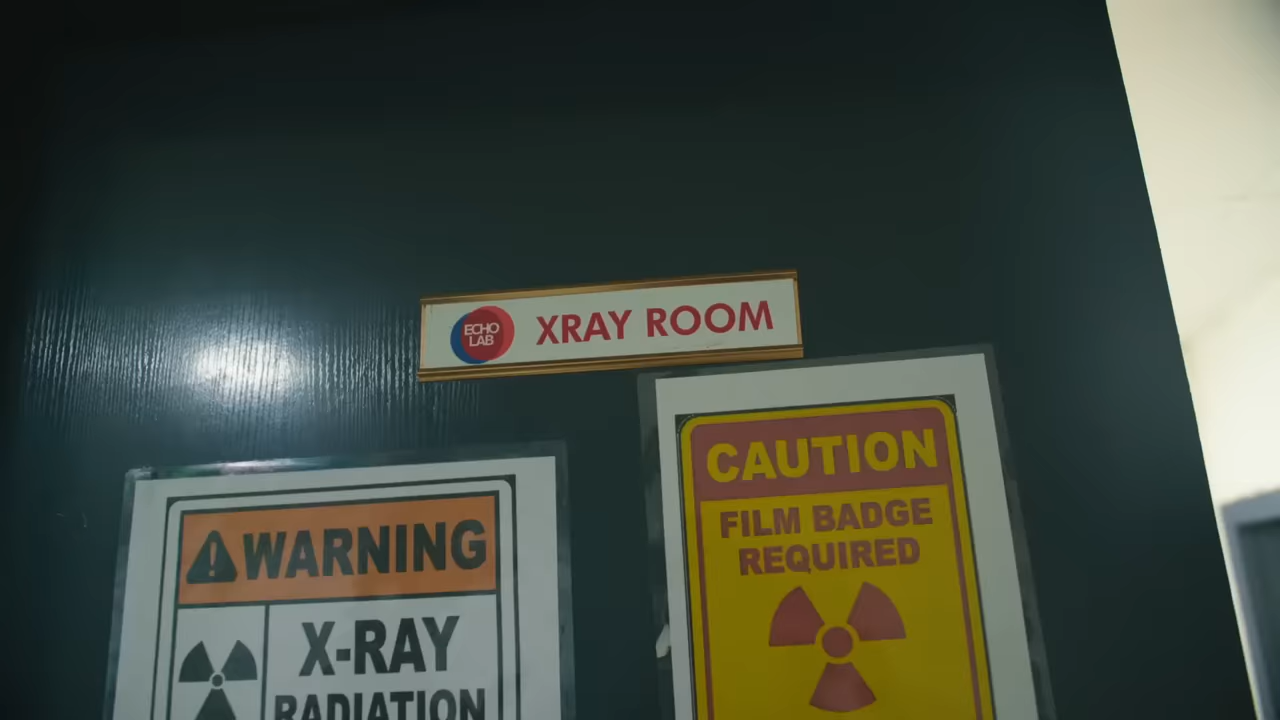 ECHO
LAB
XRAY ROOM
CAUTION
FILM BADGE
REQUIRED
WARNING
X-RAY
RADIATION